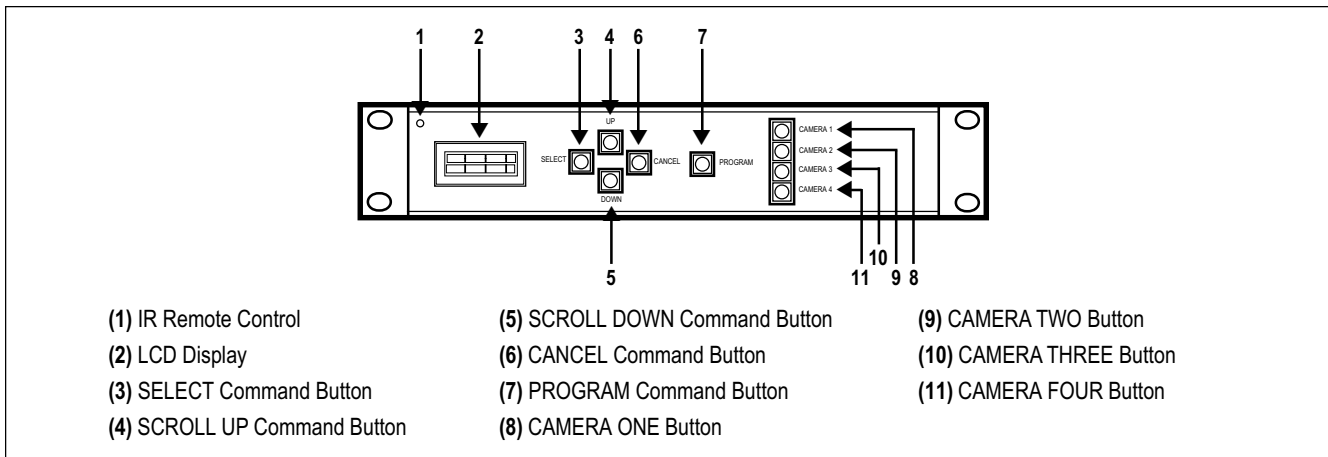 1 2 3 4 6 7
UP
SELECT
CANCEL
PROGRAM
DOWN
CAMERA 1
CAMERA 2
CAMERA 3
CAMERA 4
5
11 10 9 8
(1) IR Remote Control
(2) LCD Display
(3) SELECT Command Button
(4) SCROLL UP Command Button
(5) SCROLL DOWN Command Button
(6) CANCEL Command Button
(7) PROGRAM Command Button
(8) CAMERA ONE Button
(9) CAMERA TWO Button
(10) CAMERA THREE Button
(11) CAMERA FOUR Button